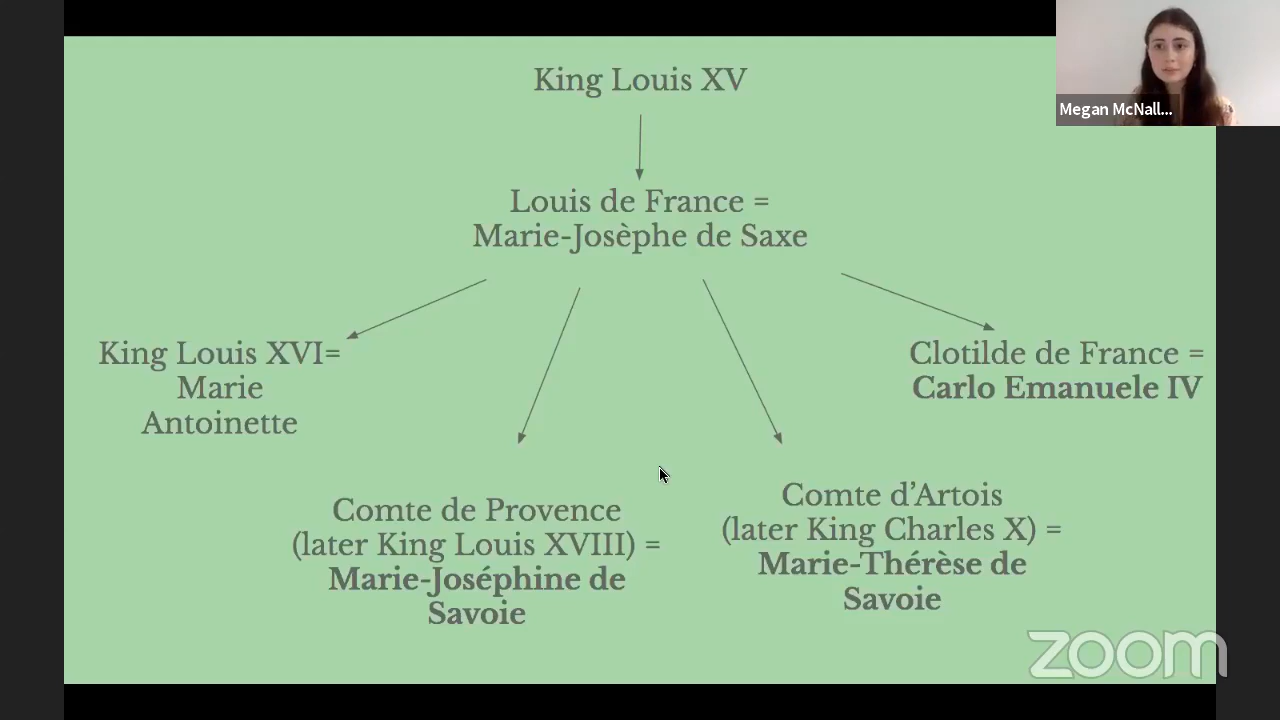 King Louis XV
Megan McNall...
Louis de France =
Marie-Josèphe de Saxe
King Louis XVI=
Marie
Antoinette
Clotilde de France =
Carlo Emanuele IV
Comte de Provence
(later King Louis XVIII) =
Marie-Joséphine de
Savoie
Comte d’Artois
(later King Charles X) =
Marie-Thérèse de
Savoie
zoom